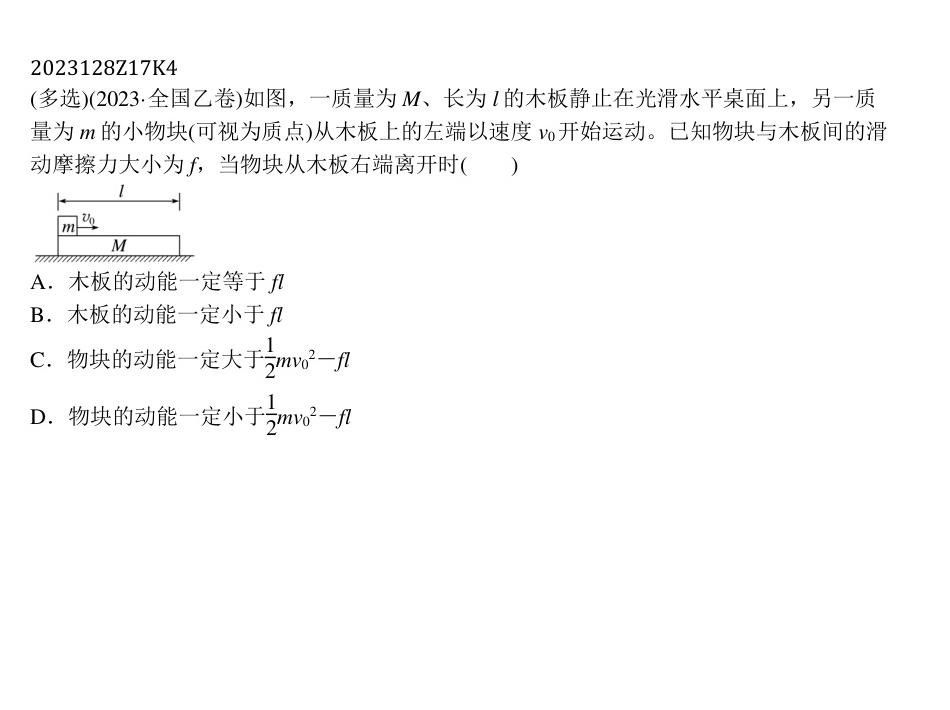 2023128Z17K4
(多选)(2023·全国乙卷)如图，一质量为 M、长为 l 的木板静止在光滑水平桌面上，另一质
量为 m 的小物块(可视为质点)从木板上的左端以速度 v₀开始运动。已知物块与木板间的滑
动摩擦力大小为 f，当物块从木板右端离开时(　　)
l
m v₀
M
A．木板的动能一定等于 fl
B．木板的动能一定小于 fl
C．物块的动能一定大于\frac{1}{2}mv₀²－fl
D．物块的动能一定小于\frac{1}{2}mv₀²－fl